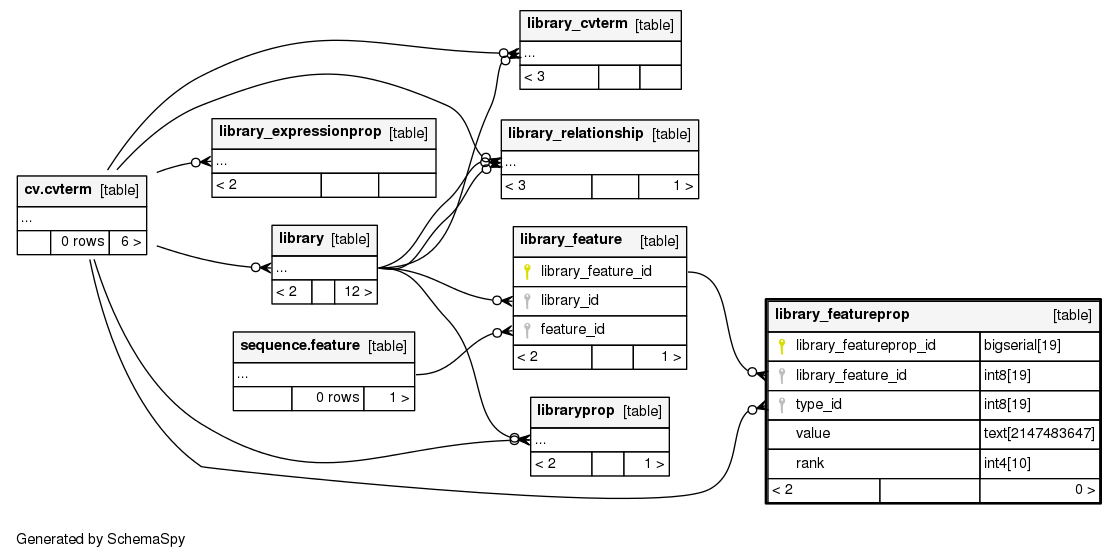 library_cvterm [table]
...
< 3
library_expressionprop [table]
...
< 2
library_relationship [table]
...
< 3 1 >
cv.cvterm [table]
...
0 rows 6 >
library [table]
...
< 2 12 >
library_feature [table]
library_feature_id
library_id
feature_id
< 2 1 >
sequence.feature [table]
...
0 rows 1 >
library_featureprop [table]
library_featureprop_id bigserial[19]
library_feature_id int8[19]
type_id int8[19]
value text[2147483647]
rank int4[10]
< 2 0 >
libraryprop [table]
...
< 2 1 >
Generated by SchemaSpy